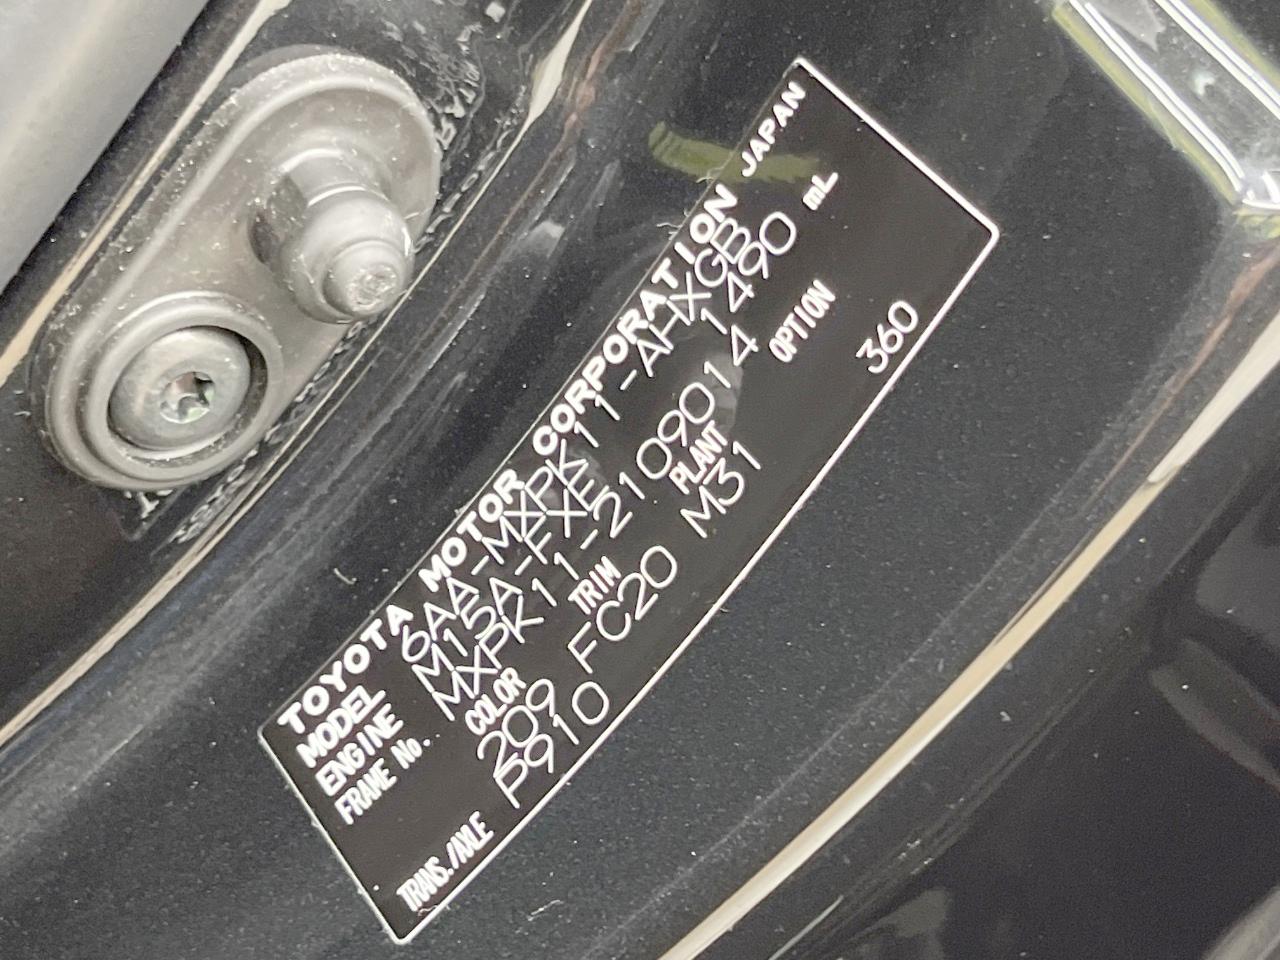 TOYOTA MOTOR CORPORATION JAPAN
MODEL 6AA-MXPK11-AHXGB
ENGINE M15A-FXE 1490 mL
FRAME No. MXPK11-2109014
COLOR TRIM PLANT OPTION
209 FC20 M31 360
TRANS./AXLE P910